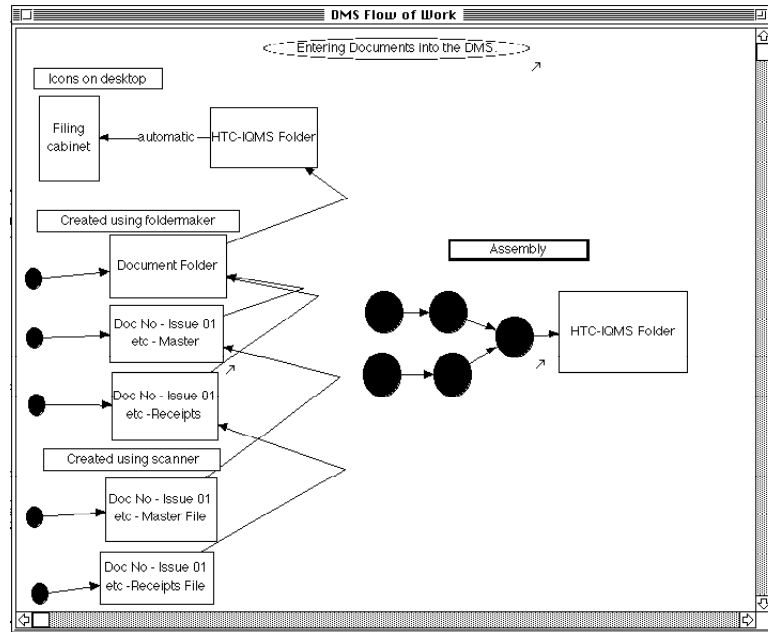 DMS Flow of Work
Entering Documents into the DMS.
Icons on desktop
Filing
cabinet
automatic
HTC-IQMS Folder
Created using foldermaker
Document Folder
Assembly
Doc No - Issue 01
etc - Master
HTC-IQMS Folder
Doc No - Issue 01
etc -Receipts
Created using scanner
Doc No - Issue 01
etc - Master File
Doc No - Issue 01
etc -Receipts File